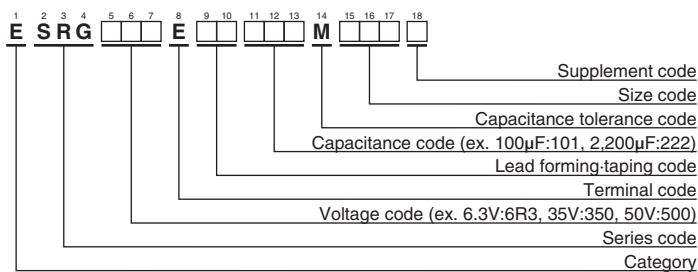 1 2 3 4 5 6 7 8 9 10 11 12 13 14 15 16 17 18
E S R G E M
Supplement code
Size code
Capacitance tolerance code
Capacitance code (ex. 100μF:101, 2,200μF:222)
Lead forming·taping code
Terminal code
Voltage code (ex. 6.3V:6R3, 35V:350, 50V:500)
Series code
Category